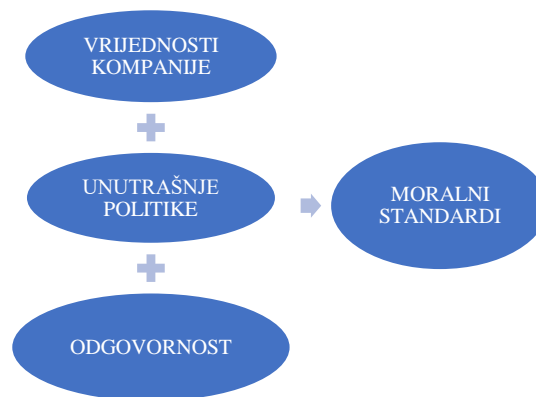 VRIJEDNOSTI
KOMPANIJE
UNUTRAŠNJE
POLITIKE
MORALNI
STANDARDI
ODGOVORNOST